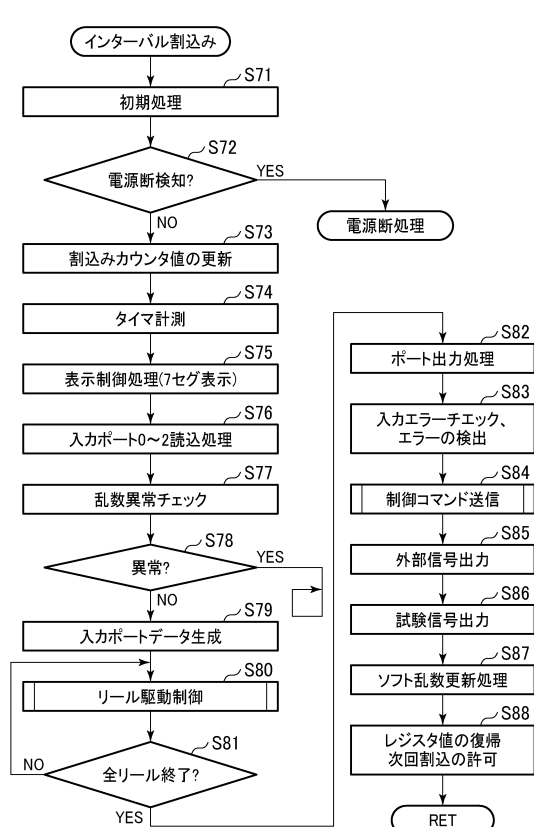 インターバル割込み
S71
初期処理
S72
電源断検知?
YES
電源断処理
NO
S73
割込みカウンタ値の更新
S74
タイマ計測
S75
表示制御処理(7セグ表示)
S76
入力ポート0~2読込処理
S77
乱数異常チェック
S78
異常?
YES
NO
S79
入力ポートデータ生成
S80
リール駆動制御
S81
全リール終了?
NO
YES
S82
ポート出力処理
S83
入力エラーチェック、
エラーの検出
S84
制御コマンド送信
S85
外部信号出力
S86
試験信号出力
S87
ソフト乱数更新処理
S88
レジスタ値の復帰
次回割込の許可
RET